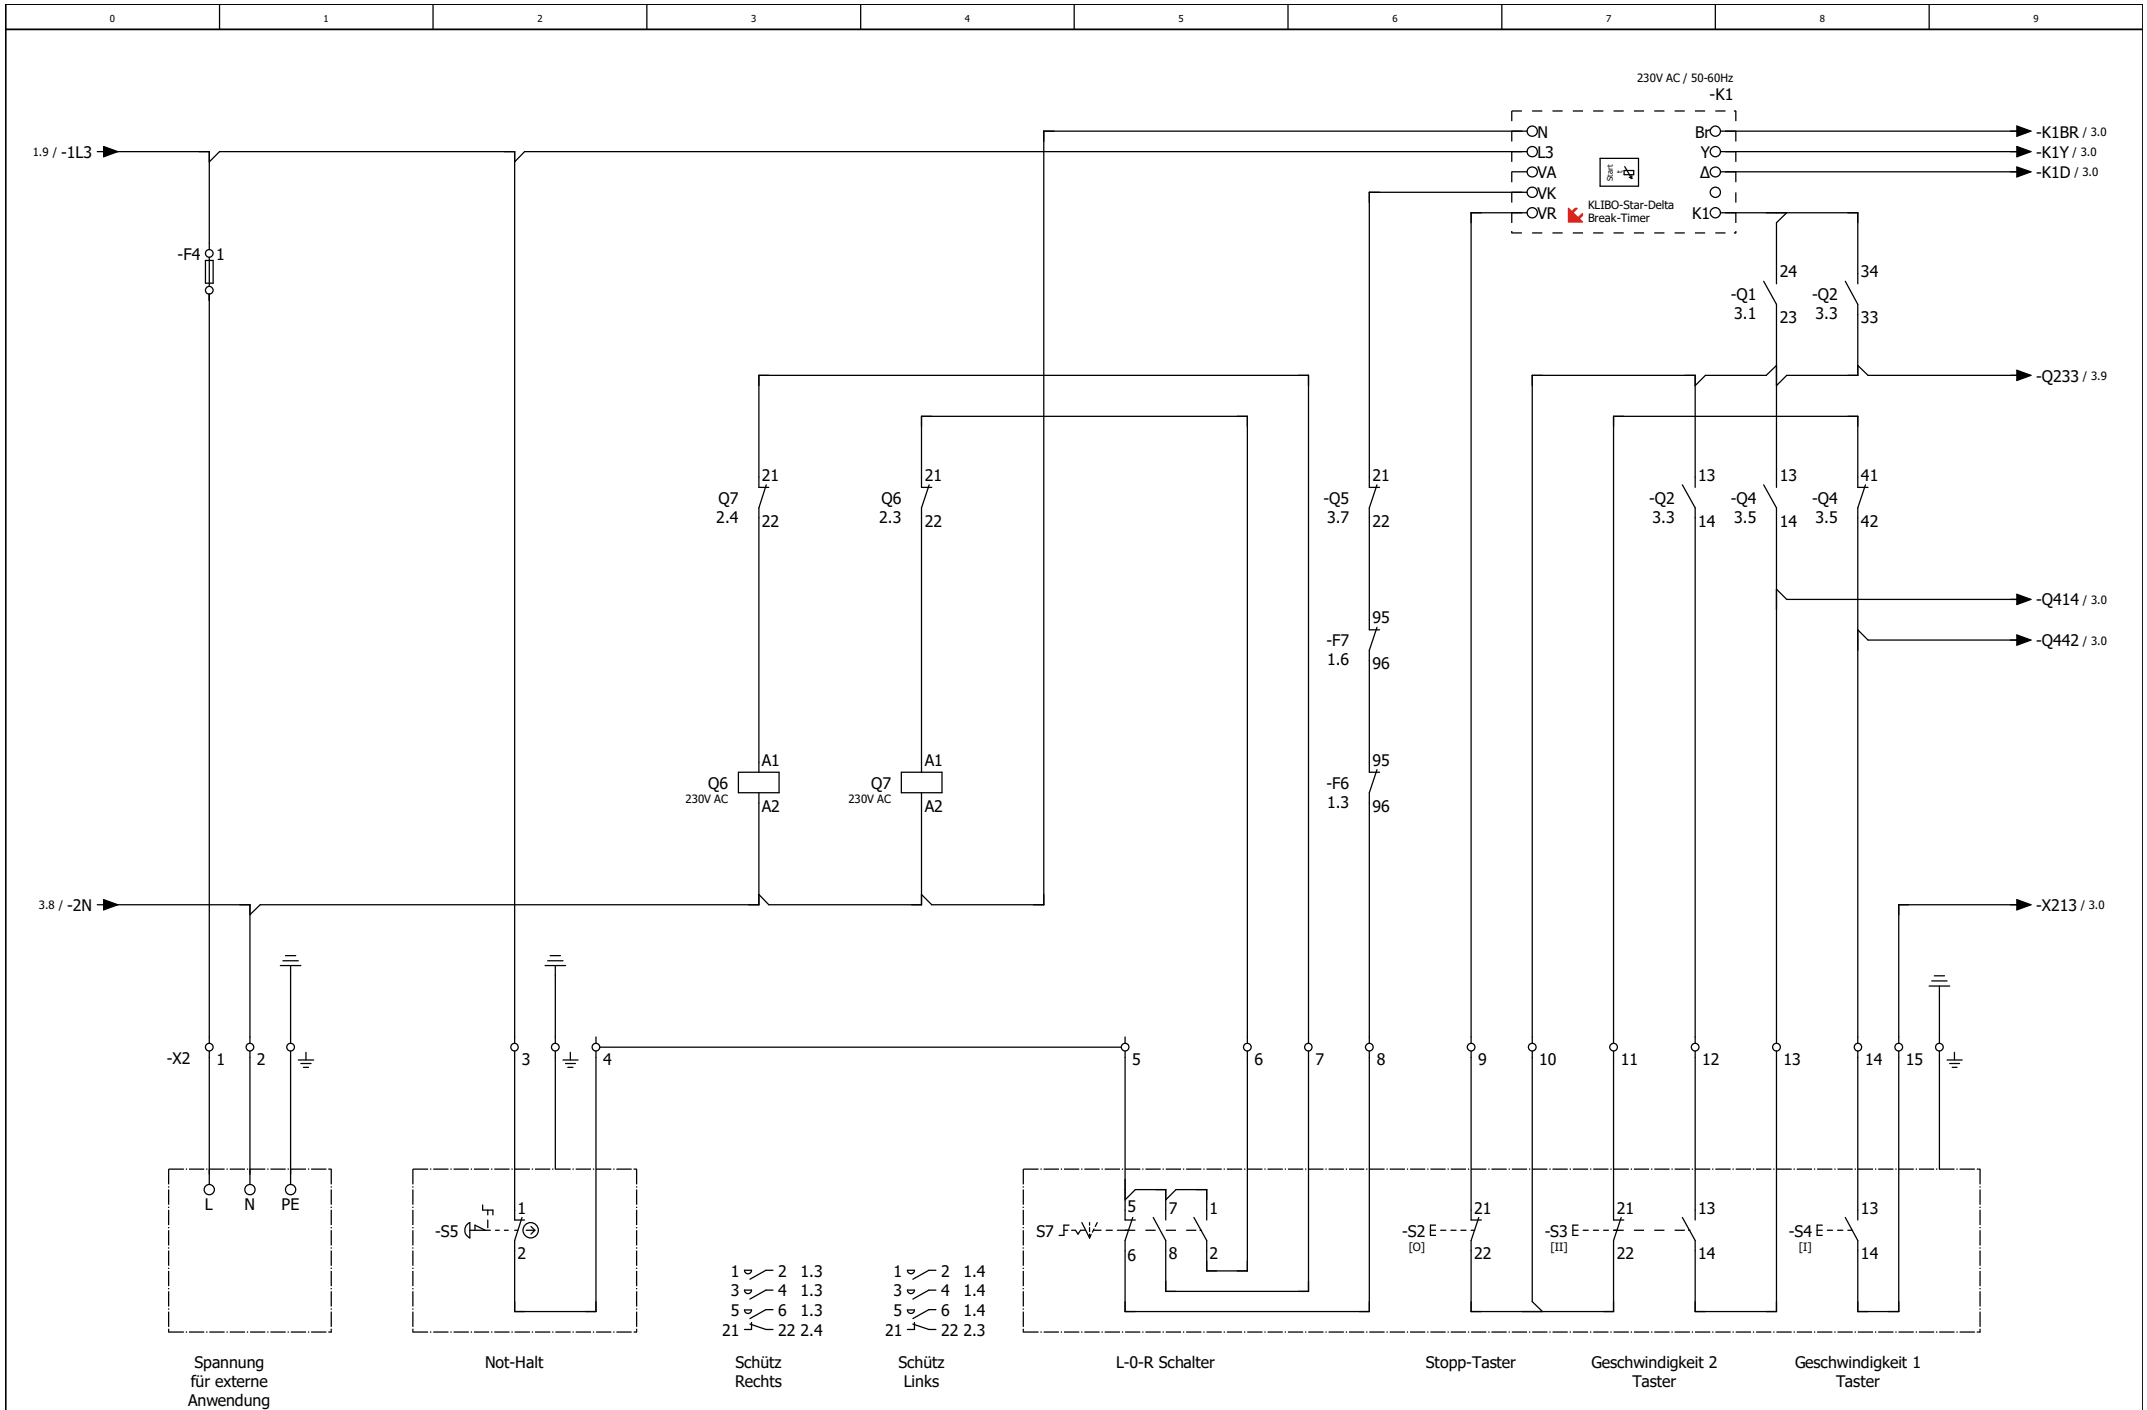 0 1 2 3 4 5 6 7 8 9
230V AC / 50-60Hz
-K1
N Br -K1BR / 3.0
1.9 / -1L3 L3 Y -K1Y / 3.0
VA Start Δ -K1D / 3.0
VK
KLIBO-Star-Delta
VR Break-Timer K1
-F4 1
24 34
-Q1 -Q2
3.1 3.3
23 33
-Q233 / 3.9
21 21 21 13 13 41
Q7 Q6 -Q5 -Q2 -Q4 -Q4
2.4 2.3 3.7 3.3 3.5 3.5
22 22 22 14 14 42
-Q414 / 3.0
95
-F7 -Q442 / 3.0
1.6 96
A1 A1 95
Q6 Q7 -F6
230V AC 230V AC 1.3
A2 A2 96
3.8 / -2N -X213 / 3.0
-X2 1 2 3 4 5 6 7 8 9 10 11 12 13 14 15
L N PE
1 5 7 1 21 21 13 13
-S5 S7 -S2 E -S3 E -S4 E
[O] [II] [I]
2 6 8 2 22 22 14 14
1 2 1.3 1 2 1.4
3 4 1.3 3 4 1.4
5 6 1.3 5 6 1.4
21 22 2.4 21 22 2.3
Spannung
für externe
Anwendung
Not-Halt
Schütz
Rechts
Schütz
Links
L-0-R Schalter
Stopp-Taster
Geschwindigkeit 2
Taster
Geschwindigkeit 1
Taster